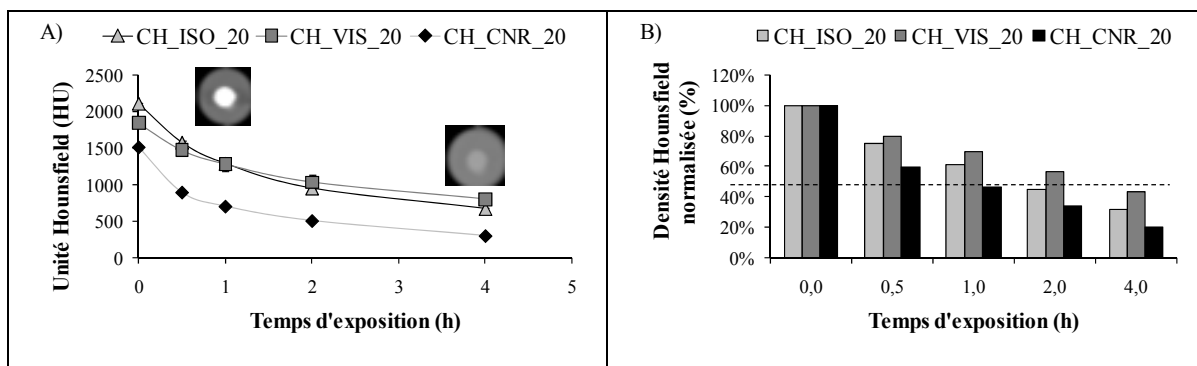 A)
CH_ISO_20 CH_VIS_20 CH_CNR_20
Unité Hounsfield (HU)
2500
2000
1500
1000
500
0
0 1 2 3 4 5
Temps d'exposition (h)
B)
CH_ISO_20 CH_VIS_20 CH_CNR_20
Densité Hounsfield
normalisée (%)
100%
80%
60%
40%
20%
0%
0,0 0,5 1,0 2,0 4,0
Temps d'exposition (h)